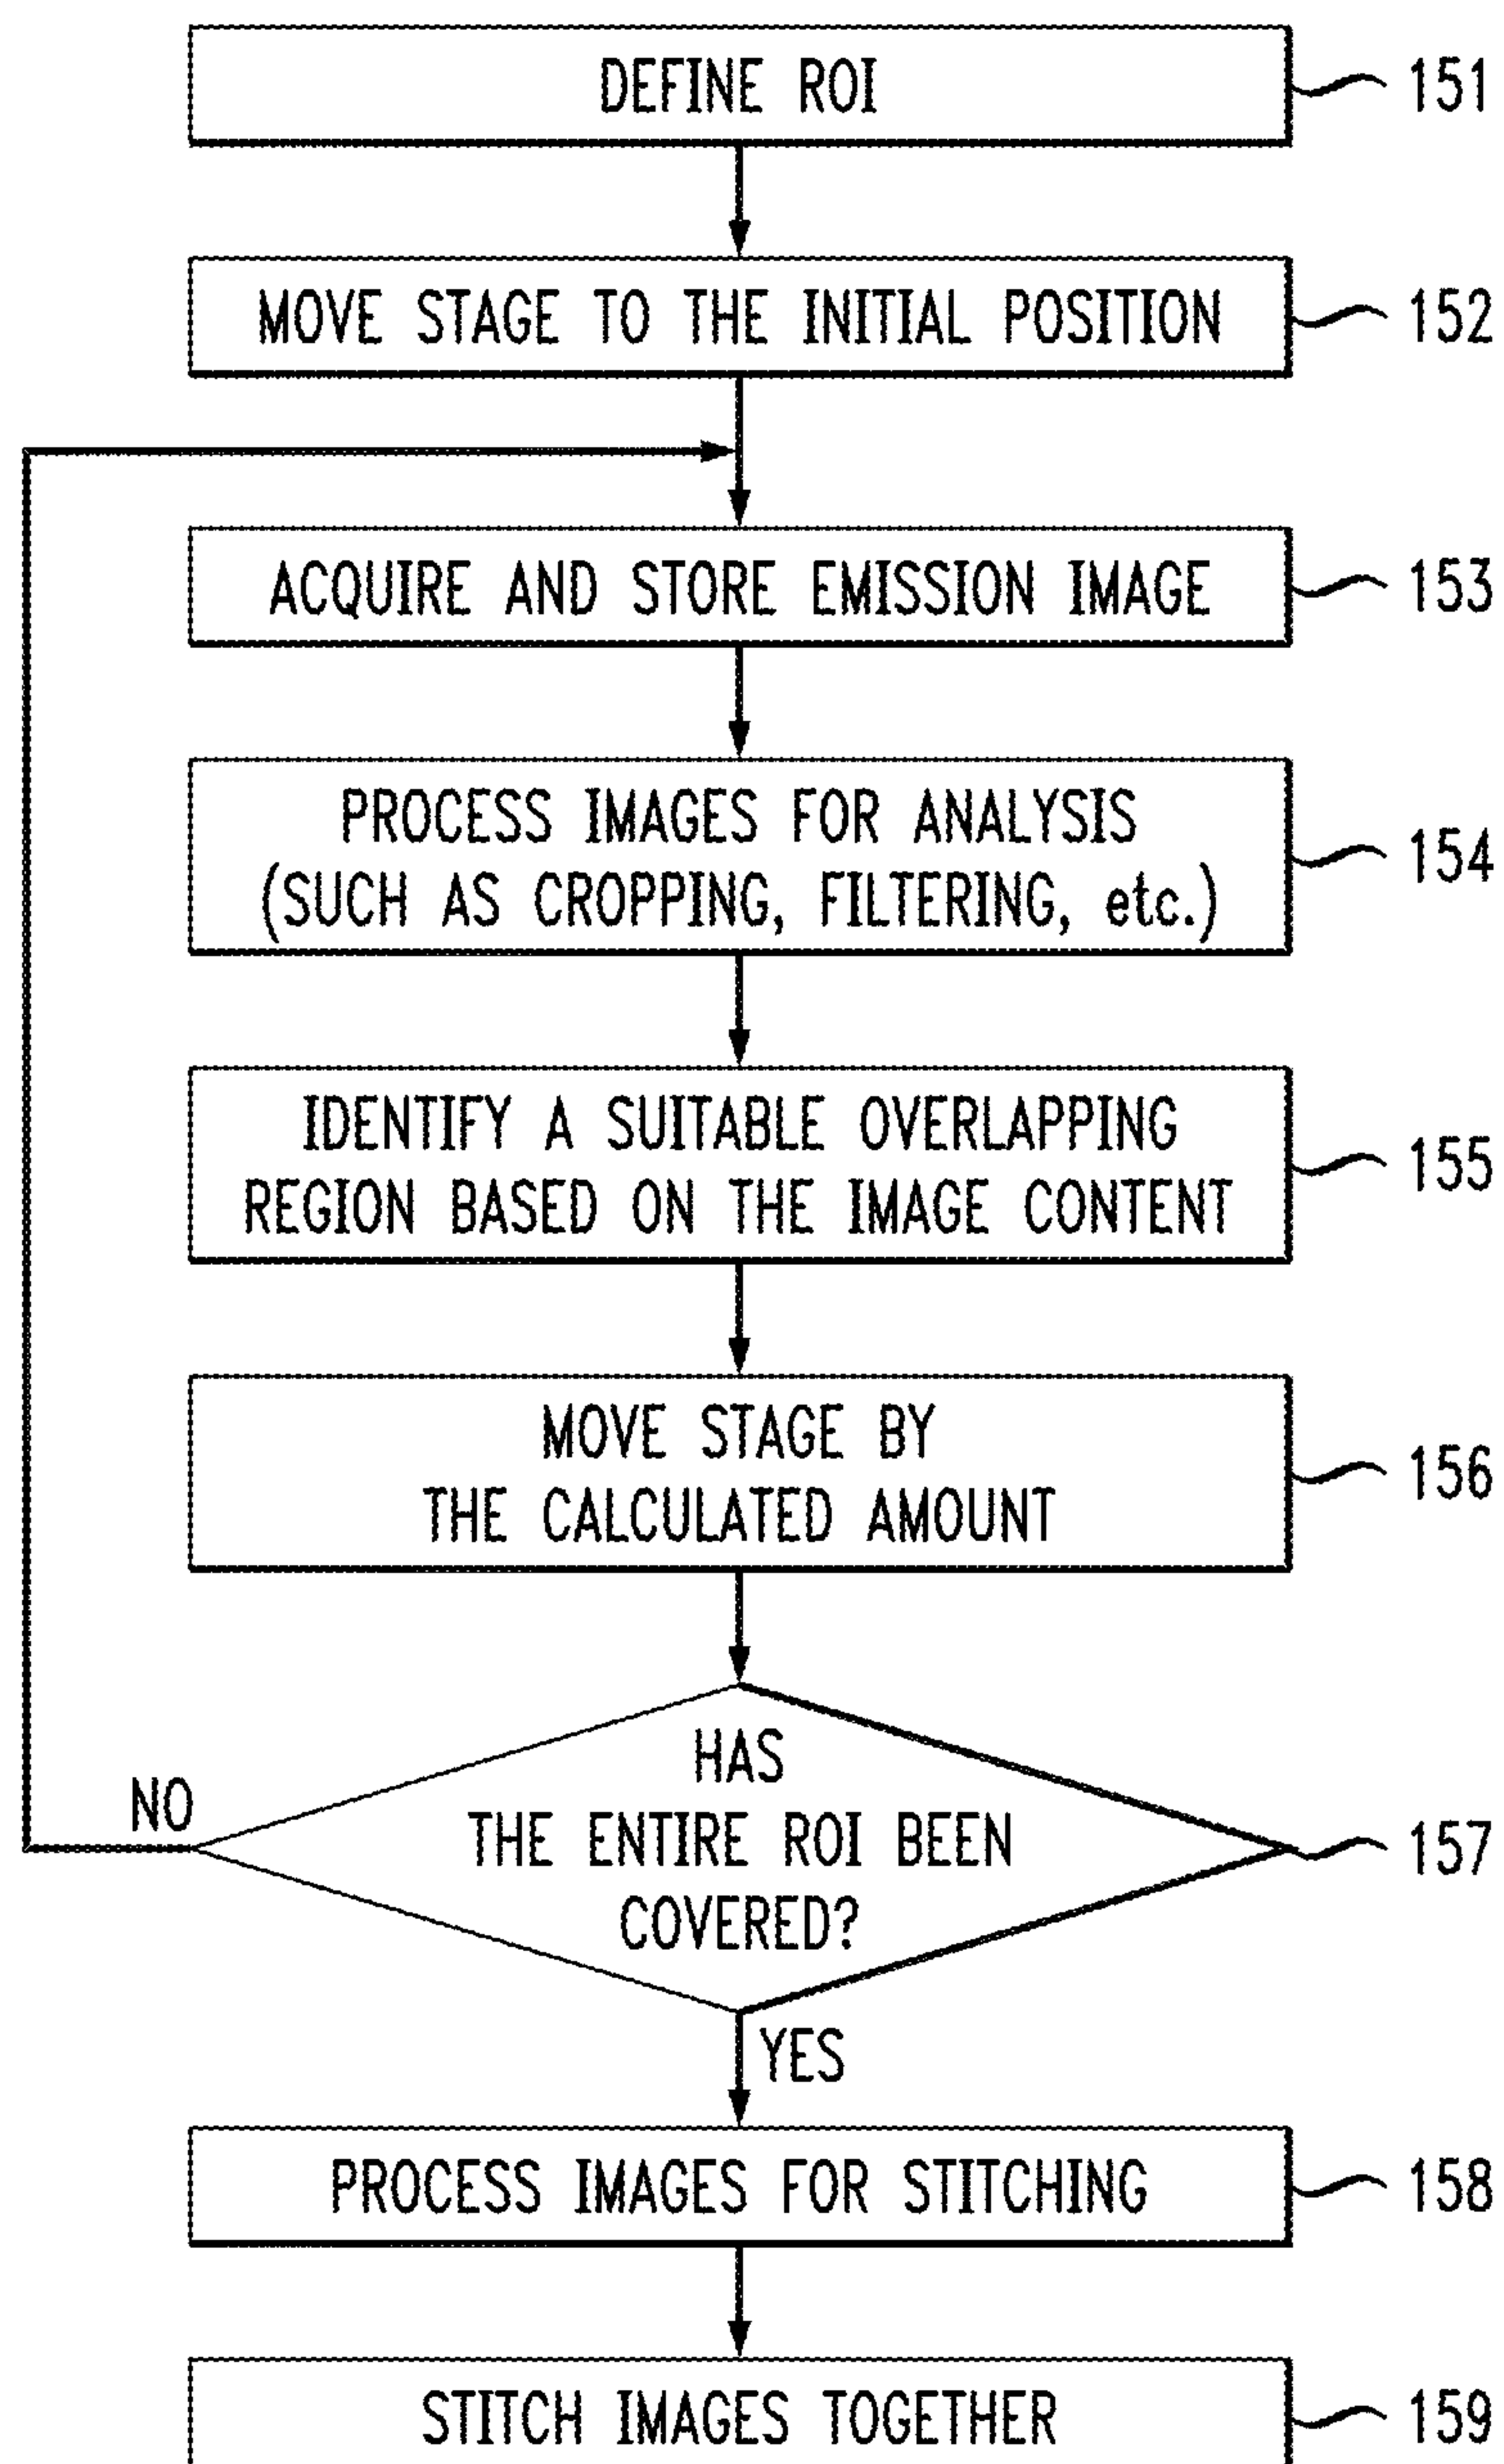 DEFINE ROI
151
MOVE STAGE TO THE INITIAL POSITION
152
ACQUIRE AND STORE EMISSION IMAGE
153
PROCESS IMAGES FOR ANALYSIS
(SUCH AS CROPPING, FILTERING, etc.)
154
IDENTIFY A SUITABLE OVERLAPPING
REGION BASED ON THE IMAGE CONTENT
155
MOVE STAGE BY
THE CALCULATED AMOUNT
156
HAS
THE ENTIRE ROI BEEN
COVERED?
157
NO
YES
PROCESS IMAGES FOR STITCHING
158
STITCH IMAGES TOGETHER
159